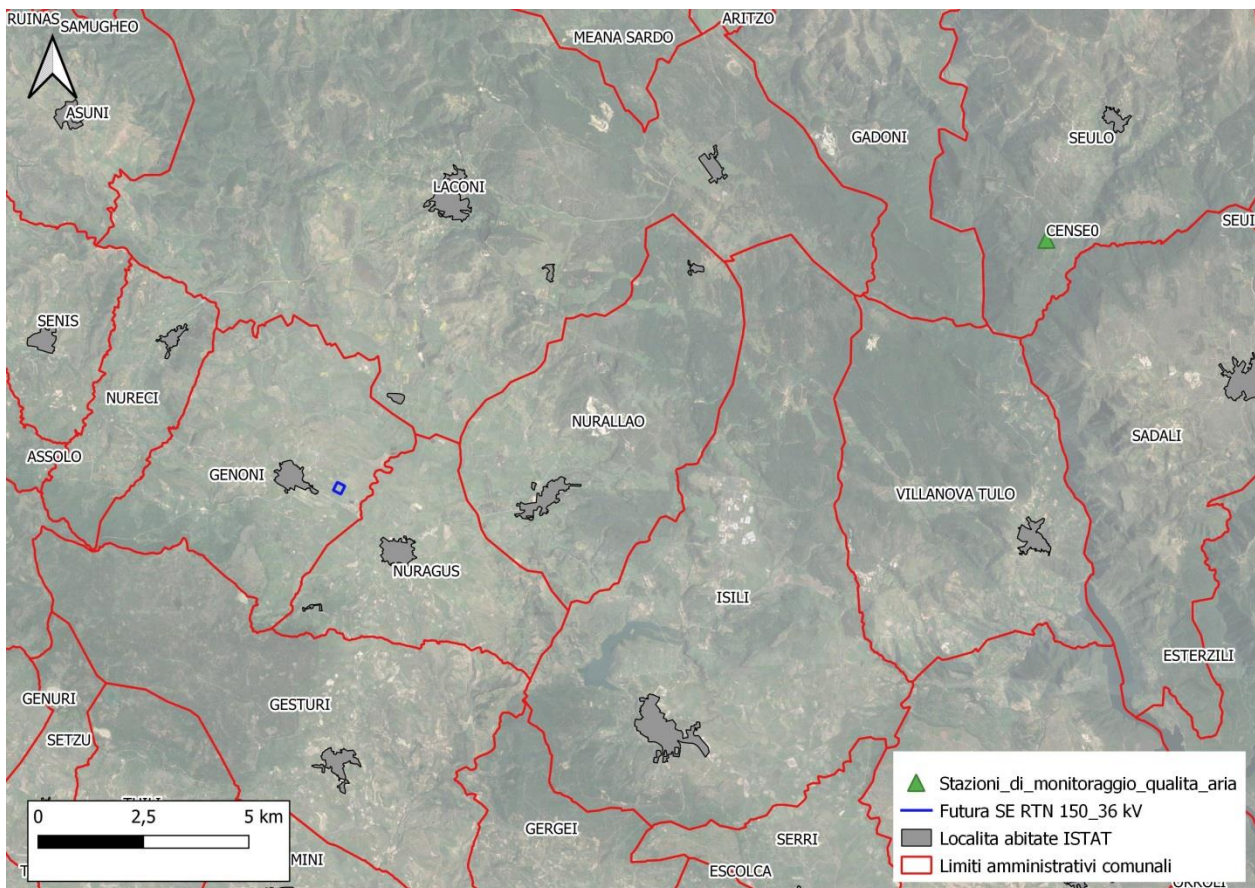 RUINAS
SAMUGHEO
MEANA SARDO
ARITZO
ASUNI
GADONI
SEULO
LACONI
CENSE0
SEUI
SENIS
NURECI
NURALLAO
SADALI
ASSOLO
GENONI
VILLANOVA TULO
NURAGUS
ISILI
ESTERZILI
GENURI
GESTURI
SETZU
GERGEI
SERRI
ESCOLCA
MINI
0 2,5 5 km
Stazioni_di_monitoraggio_qualita_aria
Futura SE RTN 150_36 kV
Localita abitate ISTAT
Limiti amministrativi comunali